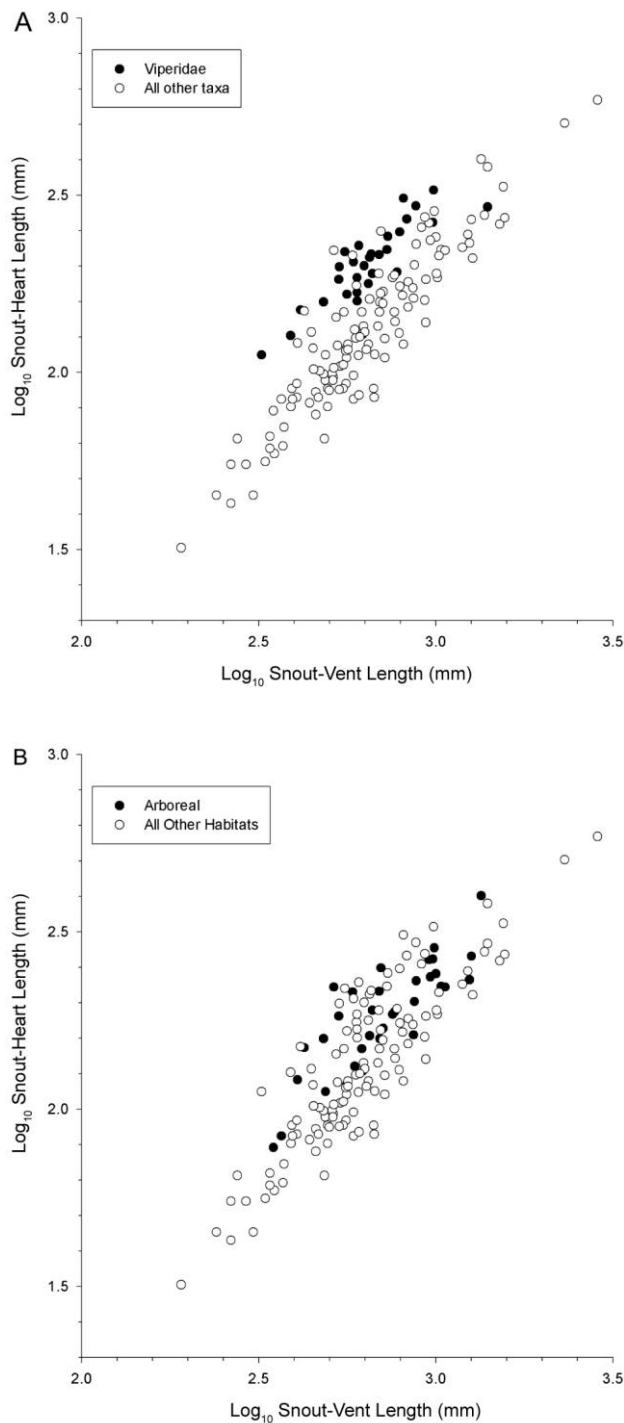 A
3.0
Viperidae
All other taxa
2.5
2.0
1.5
Log₁₀ Snout-Heart Length (mm)
2.0 2.5 3.0 3.5
Log₁₀ Snout-Vent Length (mm)
B
3.0
Arboreal
All Other Habitats
2.5
2.0
1.5
Log₁₀ Snout-Heart Length (mm)
2.0 2.5 3.0 3.5
Log₁₀ Snout-Vent Length (mm)